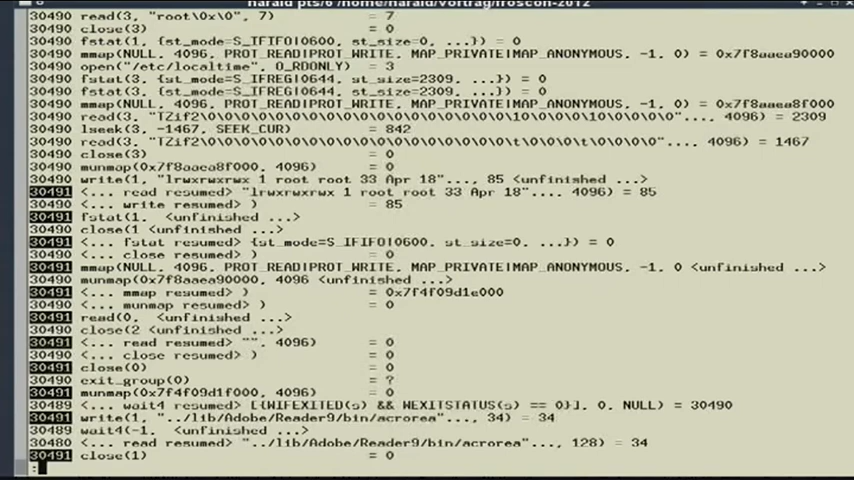 harald pts/6 /home/harald/vortrag/froscon-2012
30490 read(3, "root\0x\0", 7) = 7
30490 close(3) = 0
30490 fstat(1, {st_mode=S_IFIFO|0600, st_size=0, ...}) = 0
30490 mmap(NULL, 4096, PROT_READ|PROT_WRITE, MAP_PRIVATE|MAP_ANONYMOUS, -1, 0) = 0x7f8aaea90000
30490 open("/etc/localtime", O_RDONLY) = 3
30490 fstat(3, {st_mode=S_IFREG|0644, st_size=2309, ...}) = 0
30490 fstat(3, {st_mode=S_IFREG|0644, st_size=2309, ...}) = 0
30490 mmap(NULL, 4096, PROT_READ|PROT_WRITE, MAP_PRIVATE|MAP_ANONYMOUS, -1, 0) = 0x7f8aaea8f000
30490 read(3, "TZif2\0\0\0\0\0\0\0\0\0\0\0\0\0\0\0\10\0\0\0\10\0\0\0\0"..., 4096) = 2309
30490 lseek(3, -1467, SEEK_CUR) = 842
30490 read(3, "TZif2\0\0\0\0\0\0\0\0\0\0\0\0\0\0\0\t\0\0\0\t\0\0\0\0"..., 4096) = 1467
30490 close(3) = 0
30490 munmap(0x7f8aaea8f000, 4096) = 0
30490 write(1, "lrwxrwxrwx 1 root root 33 Apr 18"..., 85 <unfinished ...>
30491 <... read resumed> "lrwxrwxrwx 1 root root 33 Apr 18"..., 4096) = 85
30490 <... write resumed> ) = 85
30491 fstat(1, <unfinished ...>
30490 close(1 <unfinished ...>
30491 <... fstat resumed> {st_mode=S_IFIFO|0600, st_size=0, ...}) = 0
30490 <... close resumed> ) = 0
30491 mmap(NULL, 4096, PROT_READ|PROT_WRITE, MAP_PRIVATE|MAP_ANONYMOUS, -1, 0 <unfinished ...>
30490 munmap(0x7f8aaea90000, 4096 <unfinished ...>
30491 <... mmap resumed> ) = 0x7f4f09d1e000
30490 <... munmap resumed> ) = 0
30491 read(0, <unfinished ...>
30490 close(2 <unfinished ...>
30491 <... read resumed> "", 4096) = 0
30490 <... close resumed> ) = 0
30491 close(0) = 0
30490 exit_group(0) = ?
30491 munmap(0x7f4f09d1f000, 4096) = 0
30489 <... wait4 resumed> [{WIFEXITED(s) && WEXITSTATUS(s) == 0}], 0, NULL) = 30490
30491 write(1, "../lib/Adobe/Reader9/bin/acrorea"..., 34) = 34
30489 wait4(-1, <unfinished ...>
30480 <... read resumed> "../lib/Adobe/Reader9/bin/acrorea"..., 128) = 34
30491 close(1) = 0
: